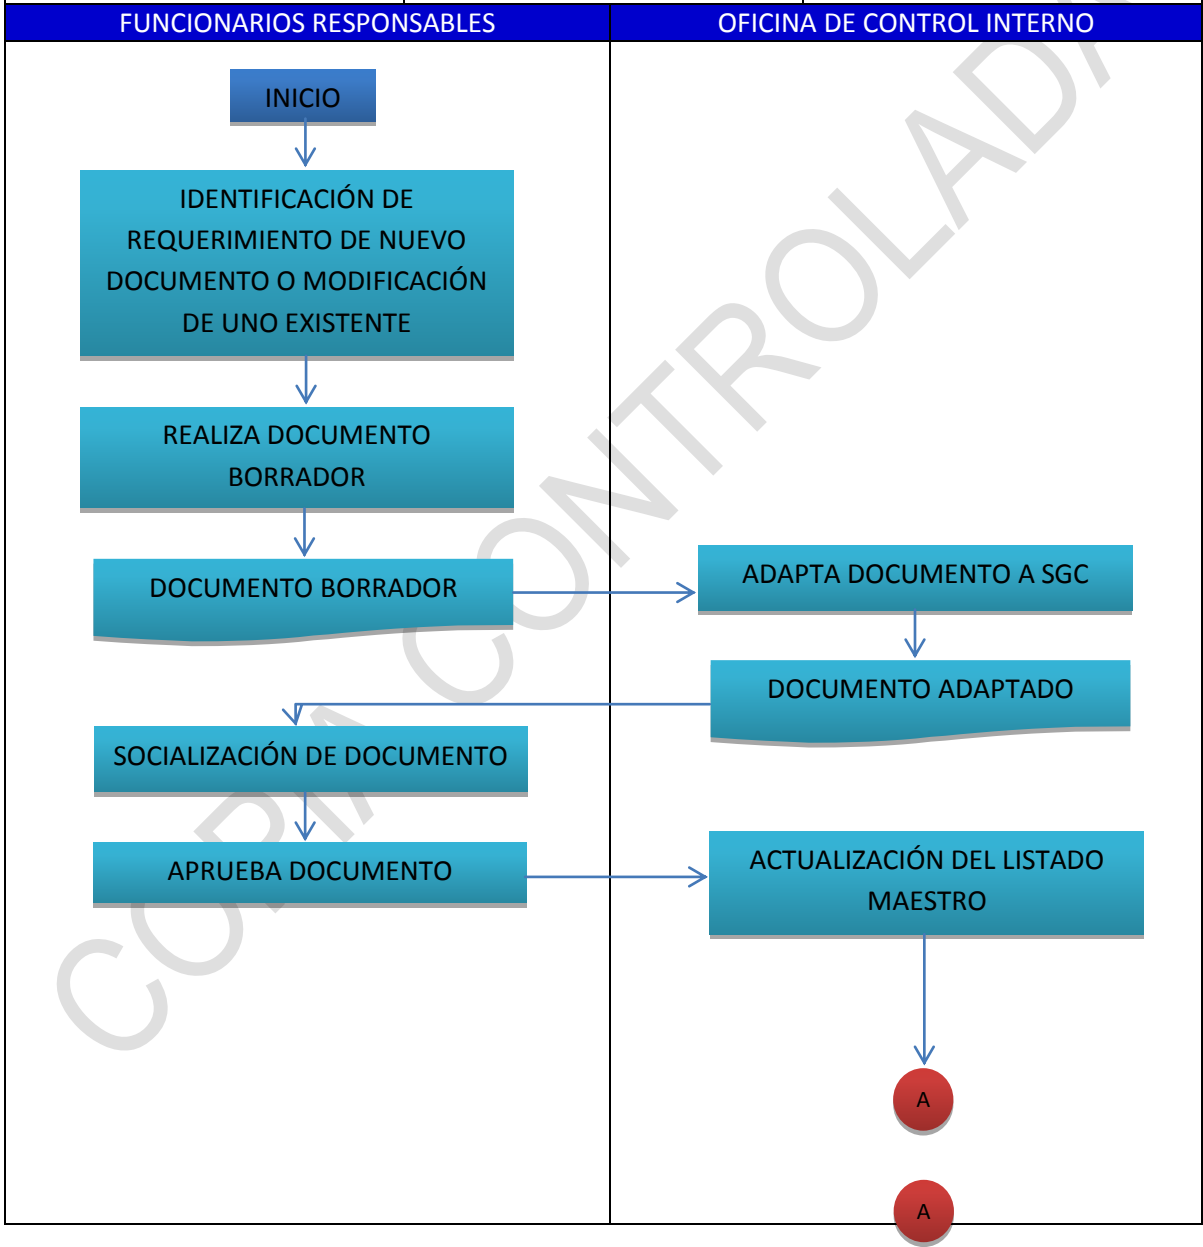 FUNCIONARIOS RESPONSABLES
OFICINA DE CONTROL INTERNO
INICIO
IDENTIFICACIÓN DE
REQUERIMIENTO DE NUEVO
DOCUMENTO O MODIFICACIÓN
DE UNO EXISTENTE
REALIZA DOCUMENTO
BORRADOR
DOCUMENTO BORRADOR
ADAPTA DOCUMENTO A SGC
DOCUMENTO ADAPTADO
SOCIALIZACIÓN DE DOCUMENTO
APRUEBA DOCUMENTO
ACTUALIZACIÓN DEL LISTADO
MAESTRO
A
A
COPIA CONTROLADA